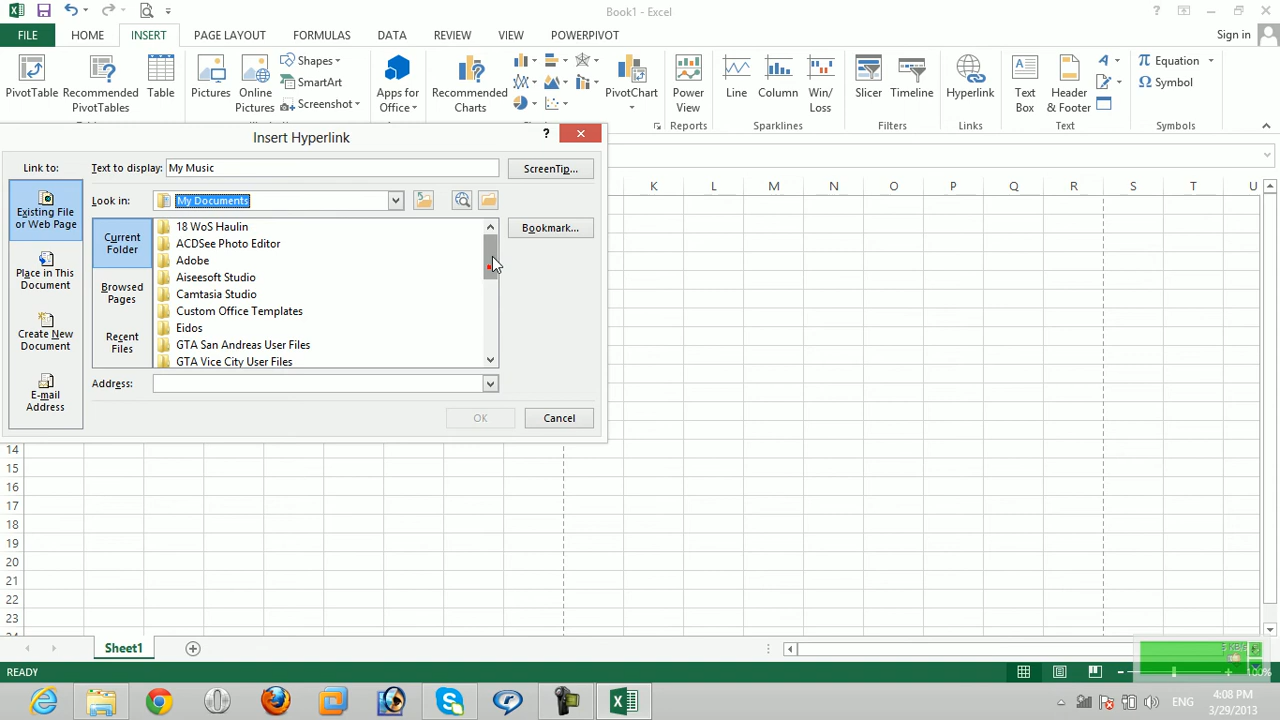 Book1 - Excel
FILE HOME INSERT PAGE LAYOUT FORMULAS DATA REVIEW VIEW POWERPIVOT Sign in
PivotTable
Recommended PivotTables
Table
Pictures
Online Pictures
Shapes
SmartArt
Screenshot
Apps for Office
Recommended Charts
PivotChart
Power View
Reports
Line
Column
Win/Loss
Sparklines
Slicer
Timeline
Filters
Hyperlink
Links
Text Box
Header & Footer
Text
Equation
Symbol
Symbols
Insert Hyperlink
Link to:
Text to display: My Music
ScreenTip...
Existing File or Web Page
Place in This Document
Create New Document
E-mail Address
Look in: My Documents
Bookmark...
Current Folder
Browsed Pages
Recent Files
18 WoS Haulin
ACDSee Photo Editor
Adobe
Aiseesoft Studio
Camtasia Studio
Custom Office Templates
Eidos
GTA San Andreas User Files
GTA Vice City User Files
Address:
OK Cancel
K L M N O P Q R S T U
14
15
16
17
18
19
20
21
22
23
Sheet1
READY
100%
ENG
4:08 PM
3/29/2013